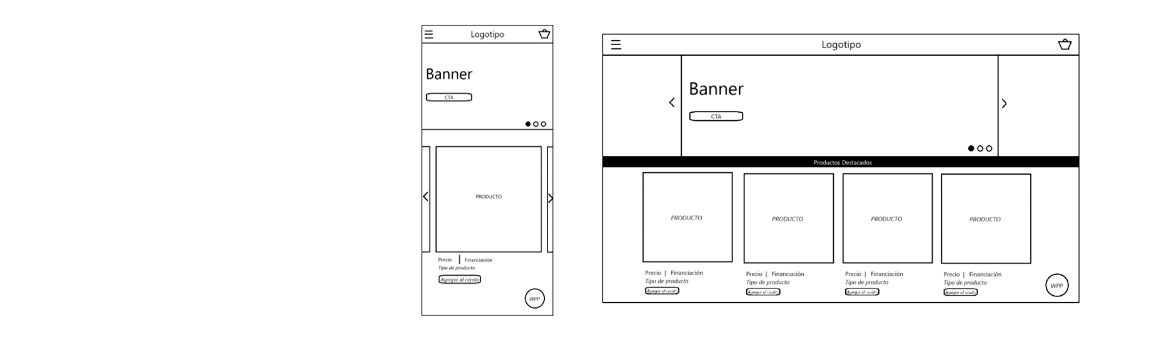 Logotipo
Banner
CTA
PRODUCTO
Precio | Financiación
Tipo de producto
Agregar al carrito
WPP
Logotipo
Banner
CTA
Productos Destacados
PRODUCTO PRODUCTO PRODUCTO PRODUCTO
Precio | Financiación Precio | Financiación Precio | Financiación Precio | Financiación
Tipo de producto Tipo de producto Tipo de producto Tipo de producto
Agregar al carrito Agregar al carrito Agregar al carrito Agregar al carrito
WPP